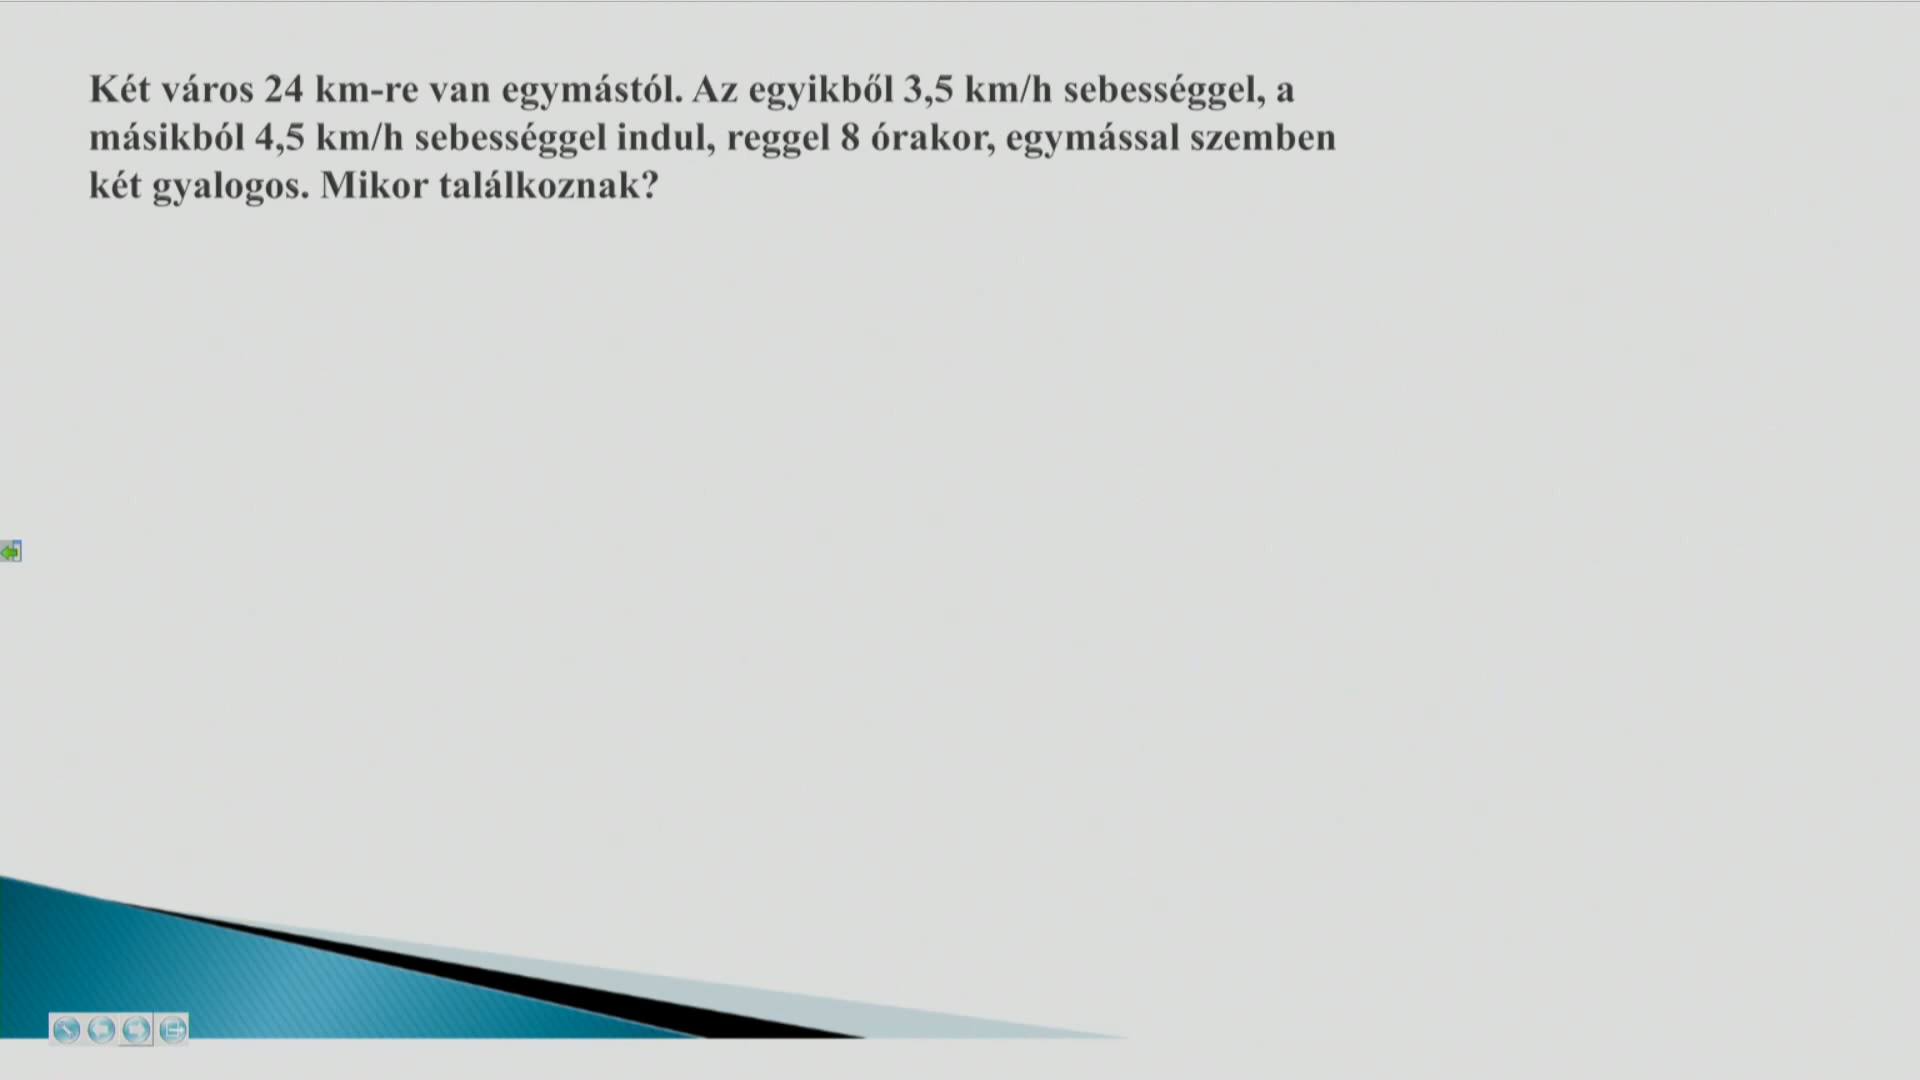 Két város 24 km-re van egymástól. Az egyikből 3,5 km/h sebességgel, a
másikból 4,5 km/h sebességgel indul, reggel 8 órakor, egymással szemben
két gyalogos. Mikor találkoznak?